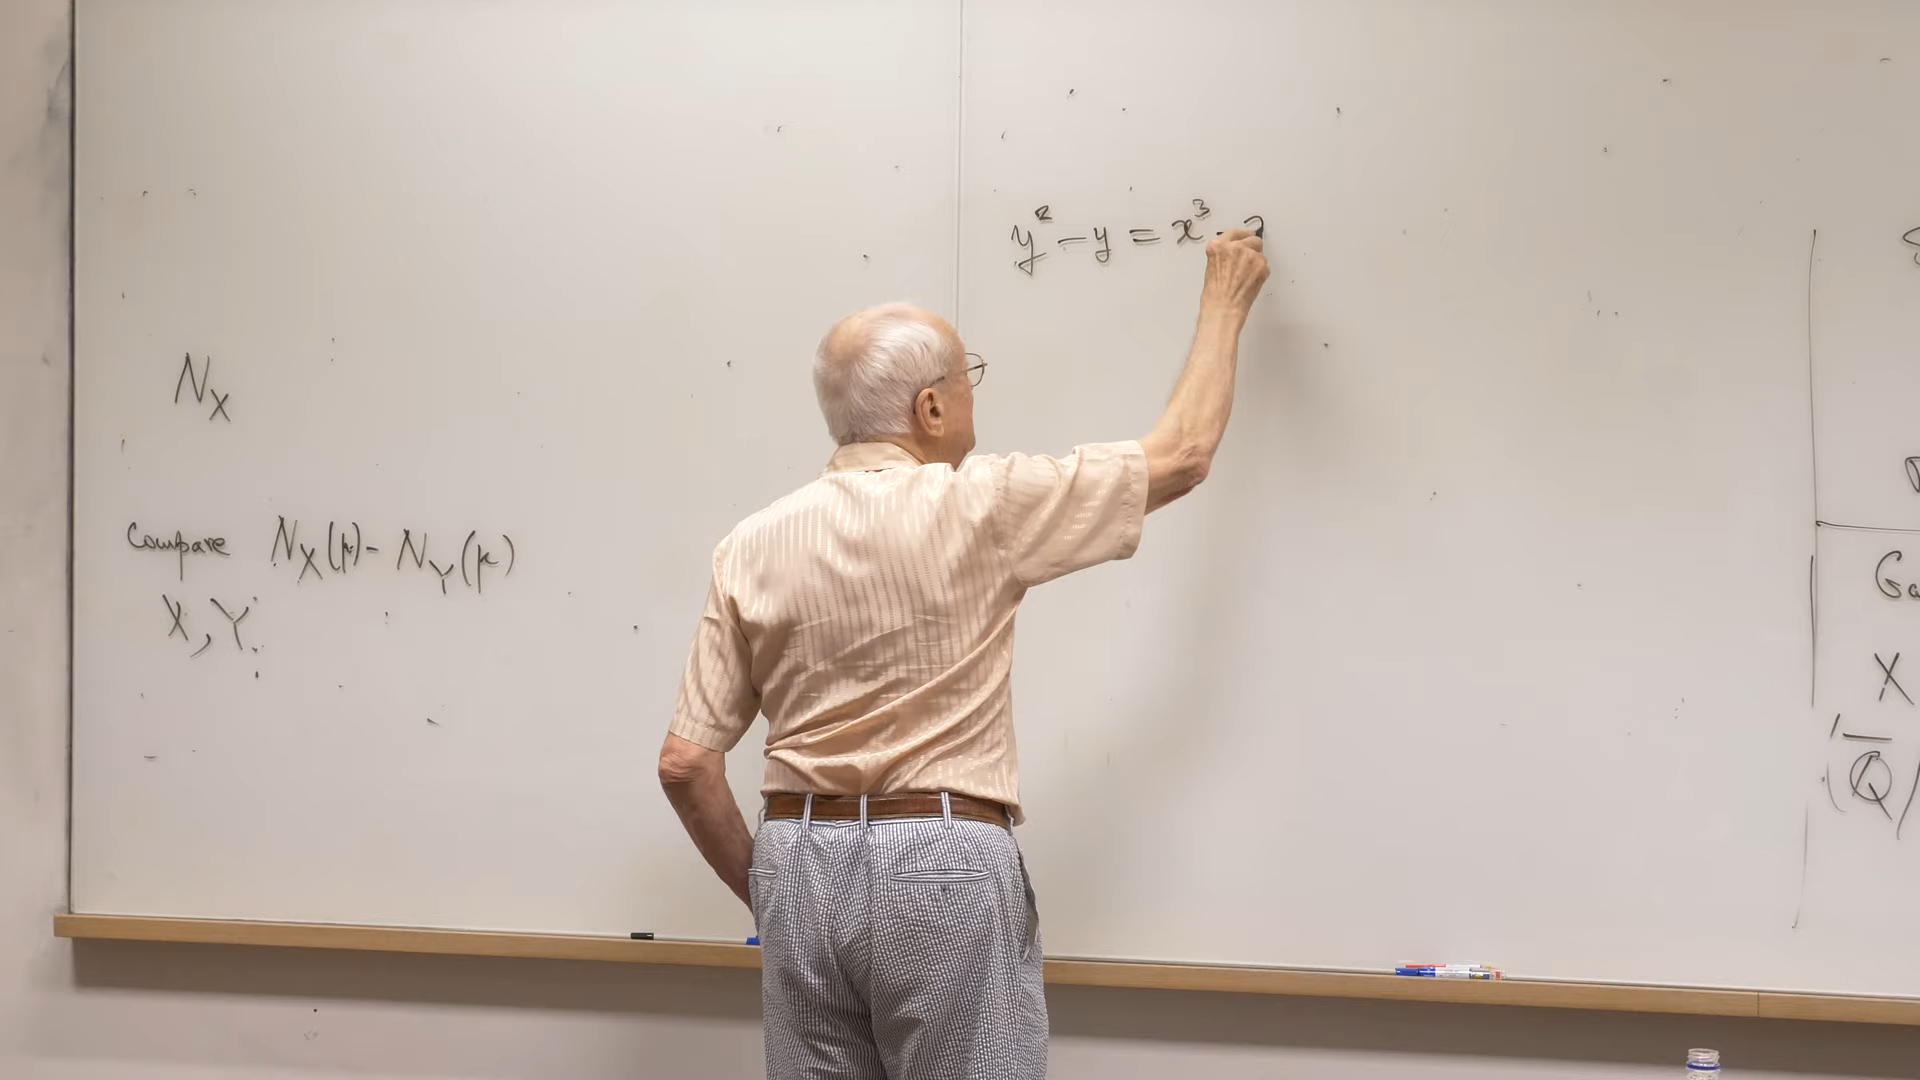 y² - y = x³ -
N_X
Compare N_X(p) - N_Y(p)
X, Y.
Ga
X
Q /